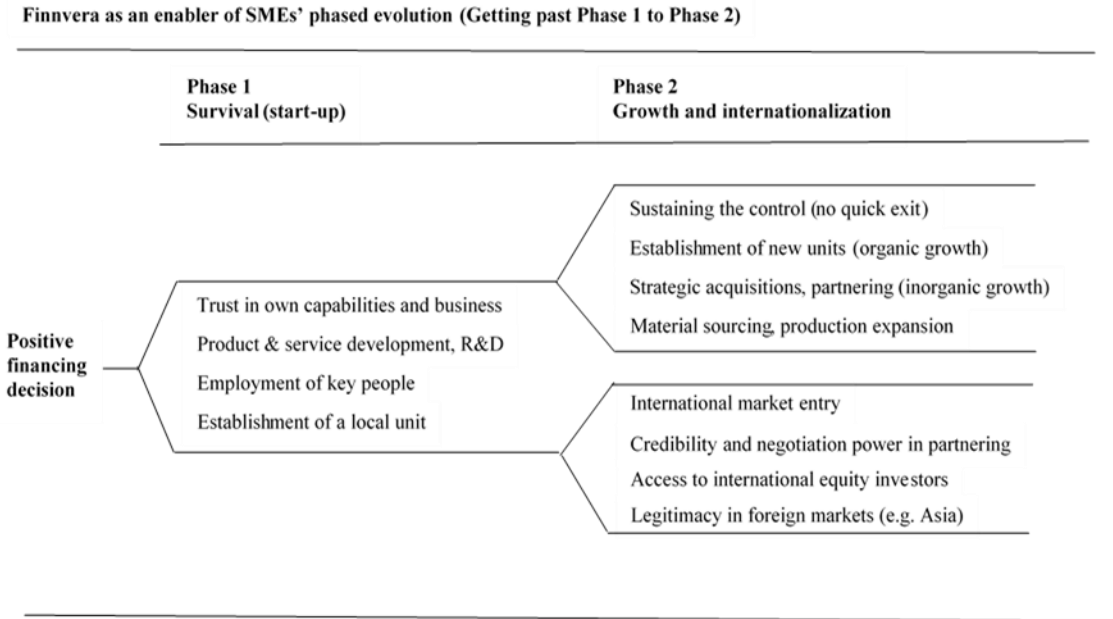 Finnvera as an enabler of SMEs' phased evolution (Getting past Phase 1 to Phase 2)
Phase 1
Survival (start-up)
Phase 2
Growth and internationalization
Positive
financing
decision
Trust in own capabilities and business
Product & service development, R&D
Employment of key people
Establishment of a local unit
Sustaining the control (no quick exit)
Establishment of new units (organic growth)
Strategic acquisitions, partnering (inorganic growth)
Material sourcing, production expansion
International market entry
Credibility and negotiation power in partnering
Access to international equity investors
Legitimacy in foreign markets (e.g. Asia)